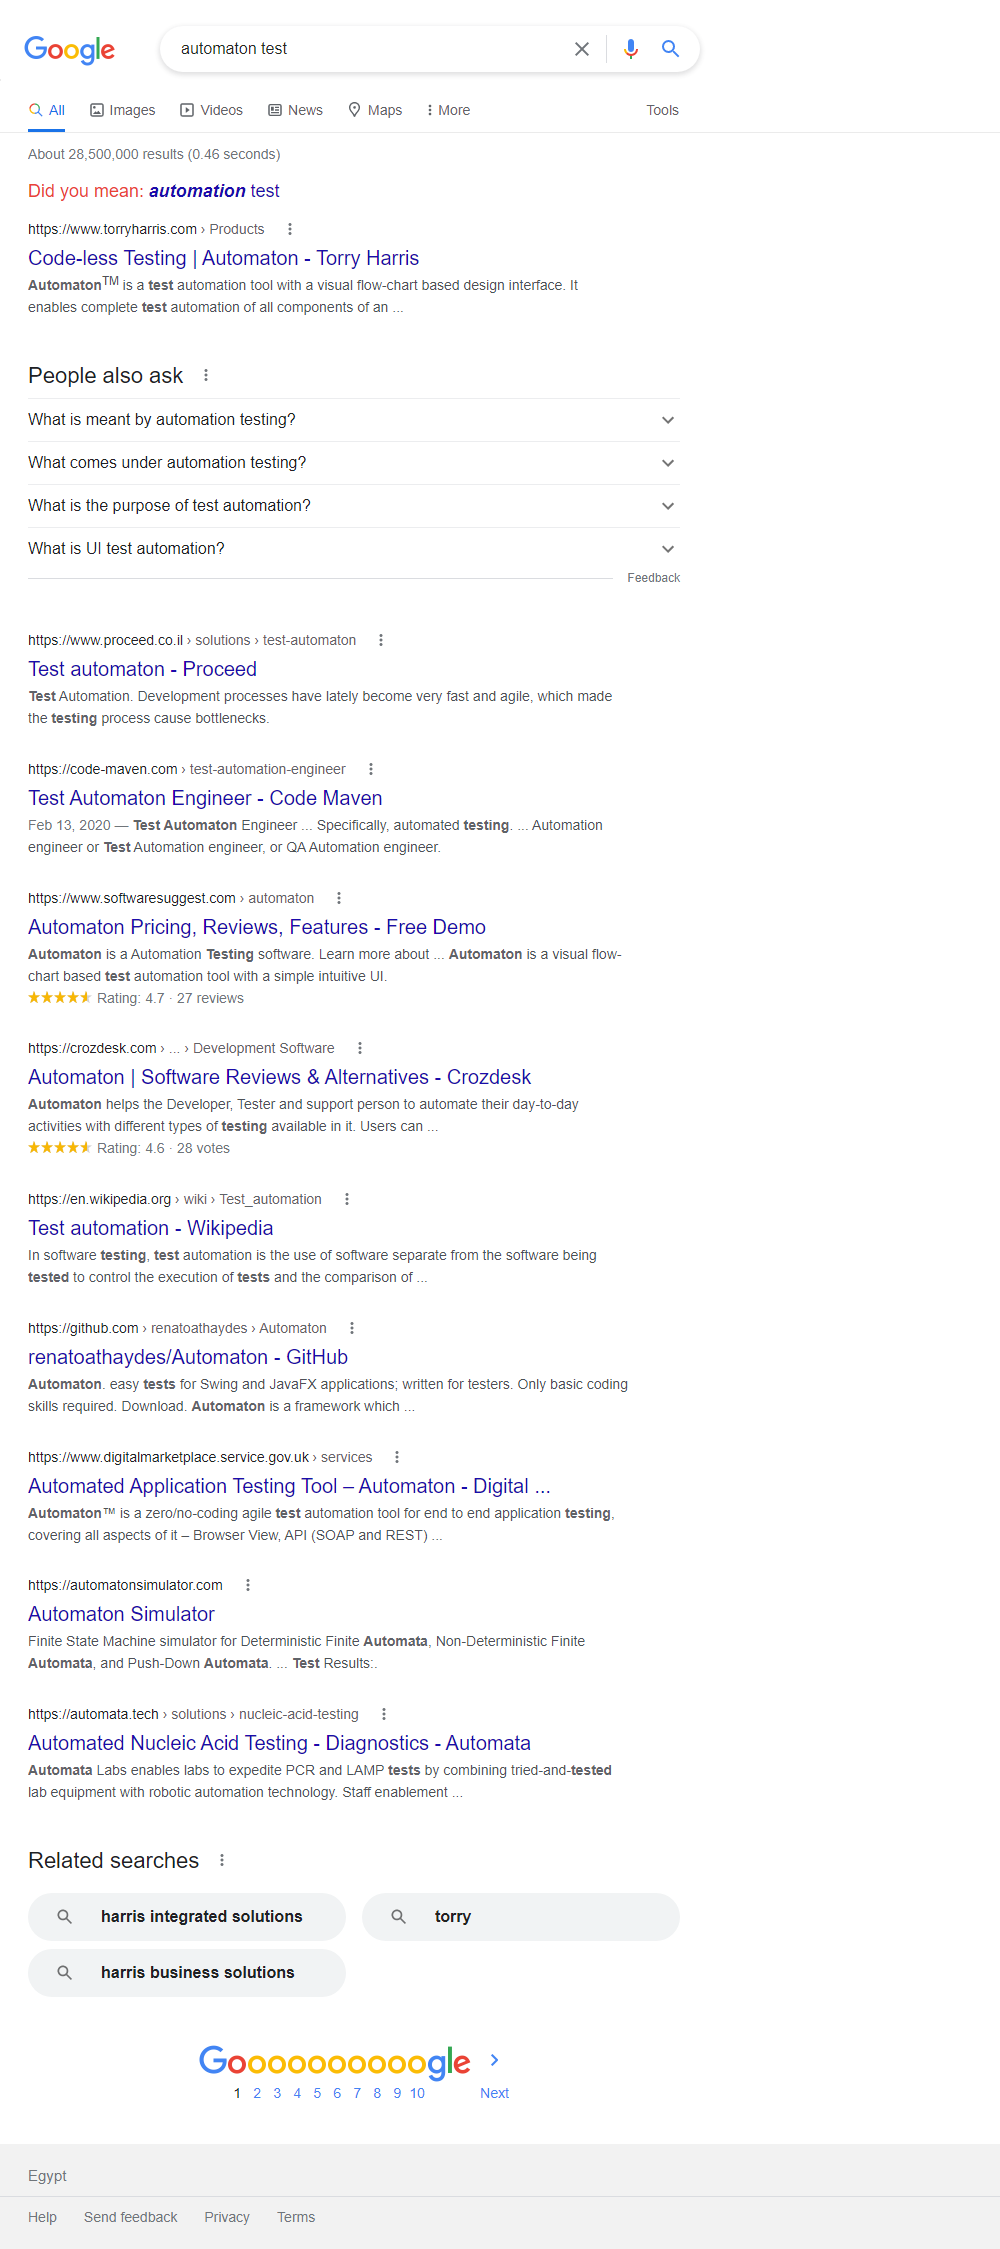 Google
automaton test
All Images Videos News Maps More Tools
About 28,500,000 results (0.46 seconds)
Did you mean: automation test
https://www.torryharris.com › Products
Code-less Testing | Automaton - Torry Harris
Automaton™ is a test automation tool with a visual flow-chart based design interface. It
enables complete test automation of all components of an ...
People also ask
What is meant by automation testing?
What comes under automation testing?
What is the purpose of test automation?
What is UI test automation?
Feedback
https://www.proceed.co.il › solutions › test-automaton
Test automaton - Proceed
Test Automation. Development processes have lately become very fast and agile, which made
the testing process cause bottlenecks.
https://code-maven.com › test-automation-engineer
Test Automaton Engineer - Code Maven
Feb 13, 2020 — Test Automaton Engineer ... Specifically, automated testing. ... Automation
engineer or Test Automation engineer, or QA Automation engineer.
https://www.softwaresuggest.com › automaton
Automaton Pricing, Reviews, Features - Free Demo
Automaton is a Automation Testing software. Learn more about ... Automaton is a visual flow-
chart based test automation tool with a simple intuitive UI.
Rating: 4.7 · 27 reviews
https://crozdesk.com › ... › Development Software
Automaton | Software Reviews & Alternatives - Crozdesk
Automaton helps the Developer, Tester and support person to automate their day-to-day
activities with different types of testing available in it. Users can ...
Rating: 4.6 · 28 votes
https://en.wikipedia.org › wiki › Test_automation
Test automation - Wikipedia
In software testing, test automation is the use of software separate from the software being
tested to control the execution of tests and the comparison of ...
https://github.com › renatoathaydes › Automaton
renatoathaydes/Automaton - GitHub
Automaton. easy tests for Swing and JavaFX applications; written for testers. Only basic coding
skills required. Download. Automaton is a framework which ...
https://www.digitalmarketplace.service.gov.uk › services
Automated Application Testing Tool – Automaton - Digital ...
Automaton™ is a zero/no-coding agile test automation tool for end to end application testing,
covering all aspects of it – Browser View, API (SOAP and REST) ...
https://automatonsimulator.com
Automaton Simulator
Finite State Machine simulator for Deterministic Finite Automata, Non-Deterministic Finite
Automata, and Push-Down Automata. ... Test Results:.
https://automata.tech › solutions › nucleic-acid-testing
Automated Nucleic Acid Testing - Diagnostics - Automata
Automata Labs enables labs to expedite PCR and LAMP tests by combining tried-and-tested
lab equipment with robotic automation technology. Staff enablement ...
Related searches
harris integrated solutions torry
harris business solutions
Goooooooooogle
1 2 3 4 5 6 7 8 9 10 Next
Egypt
Help Send feedback Privacy Terms